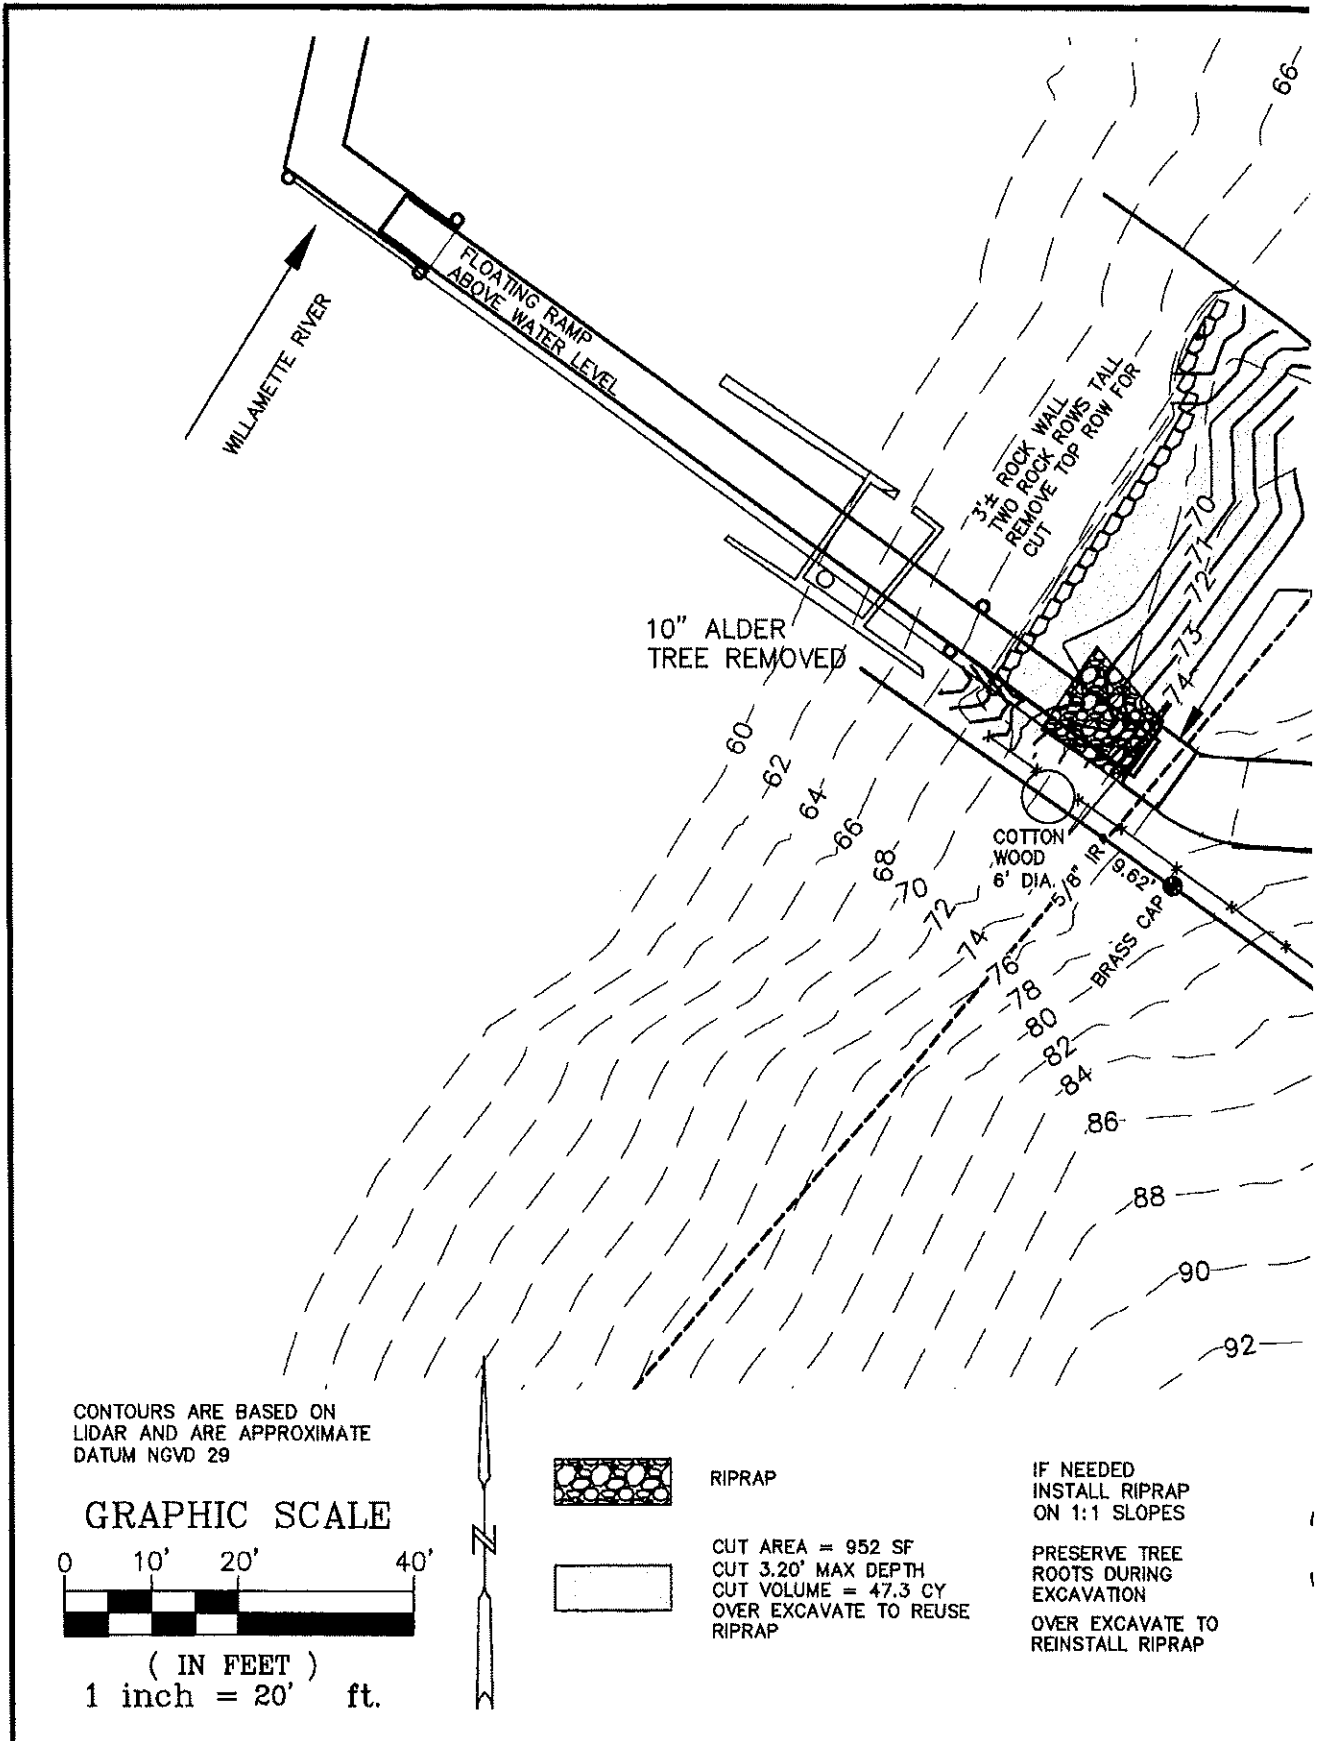 66
WILLAMETTE RIVER
FLOATING RAMP
ABOVE WATER LEVEL
3'± ROCK WALL
TWO ROCK ROWS TALL
REMOVE TOP ROW FOR
CUT
70
71
72
73
74
10" ALDER
TREE REMOVED
60
62
64
66
68
70
72
74
76
78
80
82
84
86
88
90
92
COTTON
WOOD
6' DIA.
5/8" IR
9.62'
BRASS CAP
CONTOURS ARE BASED ON
LIDAR AND ARE APPROXIMATE
DATUM NGVD 29
GRAPHIC SCALE
0 10' 20' 40'
( IN FEET )
1 inch = 20' ft.
N
RIPRAP
CUT AREA = 952 SF
CUT 3.20' MAX DEPTH
CUT VOLUME = 47.3 CY
OVER EXCAVATE TO REUSE
RIPRAP
IF NEEDED
INSTALL RIPRAP
ON 1:1 SLOPES
PRESERVE TREE
ROOTS DURING
EXCAVATION
OVER EXCAVATE TO
REINSTALL RIPRAP